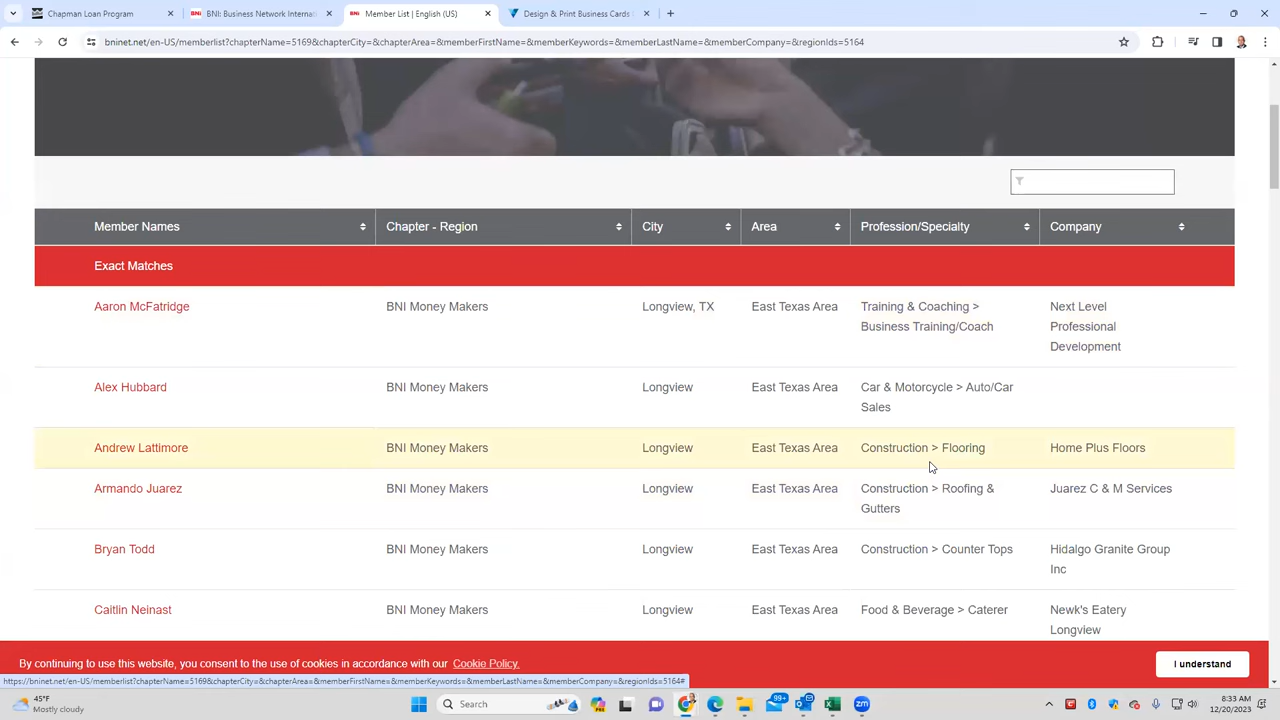 Chapman Loan Program
BNI: Business Network Internat
Member List | English (US)
Design & Print Business Cards
bninet.net/en-US/memberlist?chapterName=5169&chapterCity=&chapterArea=&memberFirstName=&memberKeywords=&memberLastName=&memberCompany=&regionIds=5164
Member Names Chapter - Region City Area Profession/Specialty Company
Exact Matches
Aaron McFatridge BNI Money Makers Longview, TX East Texas Area Training & Coaching > Next Level
Business Training/Coach Professional
Development
Alex Hubbard BNI Money Makers Longview East Texas Area Car & Motorcycle > Auto/Car
Sales
Andrew Lattimore BNI Money Makers Longview East Texas Area Construction > Flooring Home Plus Floors
Armando Juarez BNI Money Makers Longview East Texas Area Construction > Roofing & Juarez C & M Services
Gutters
Bryan Todd BNI Money Makers Longview East Texas Area Construction > Counter Tops Hidalgo Granite Group
Inc
Caitlin Neinast BNI Money Makers Longview East Texas Area Food & Beverage > Caterer Newk's Eatery
Longview
By continuing to use this website, you consent to the use of cookies in accordance with our Cookie Policy. I understand
https://bninet.net/en-US/memberlist?chapterName=5169&chapterCity=&chapterArea=&memberFirstName=&memberKeywords=&memberLastName=&memberCompany=&regionIds=5164#
45°F
Mostly cloudy
Search
99+
zm
8:33 AM
12/20/2023